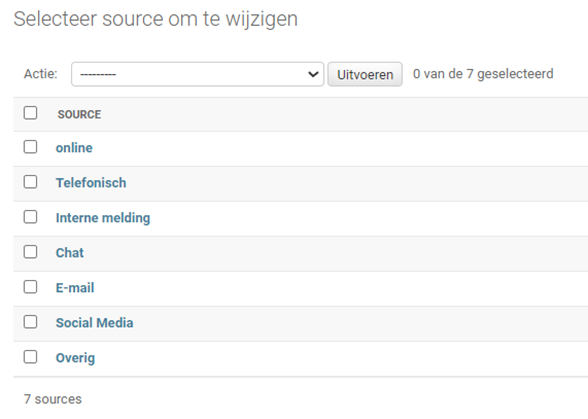 Selecteer source om te wijzigen
Actie: --------- Uitvoeren 0 van de 7 geselecteerd
SOURCE
online
Telefonisch
Interne melding
Chat
E-mail
Social Media
Overig
7 sources